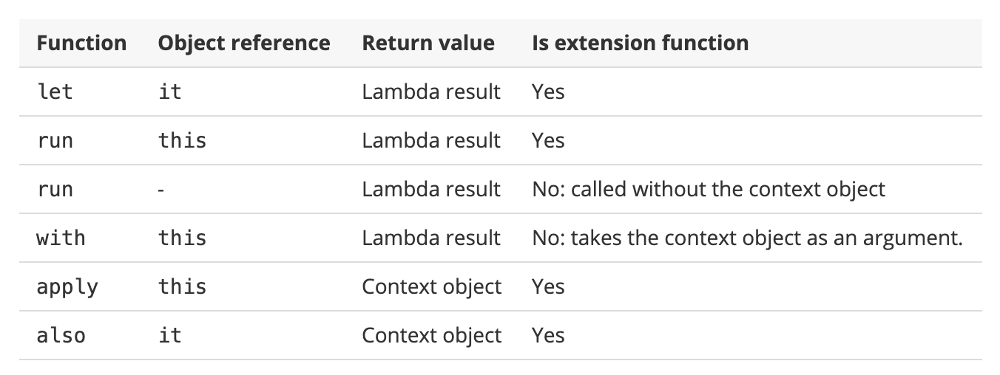 Function Object reference Return value Is extension function
let it Lambda result Yes
run this Lambda result Yes
run - Lambda result No: called without the context object
with this Lambda result No: takes the context object as an argument.
apply this Context object Yes
also it Context object Yes